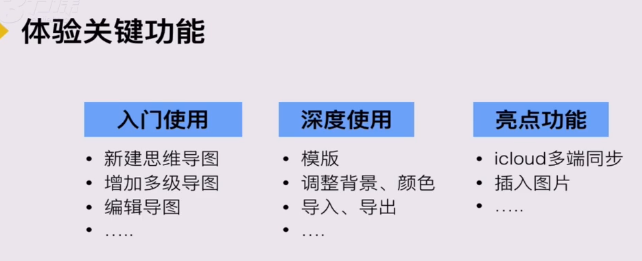 体验关键功能
入门使用
• 新建思维导图
• 增加多级导图
• 编辑导图
• .....
深度使用
• 模版
• 调整背景、颜色
• 导入、导出
• ....
亮点功能
• icloud多端同步
• 插入图片
• .....